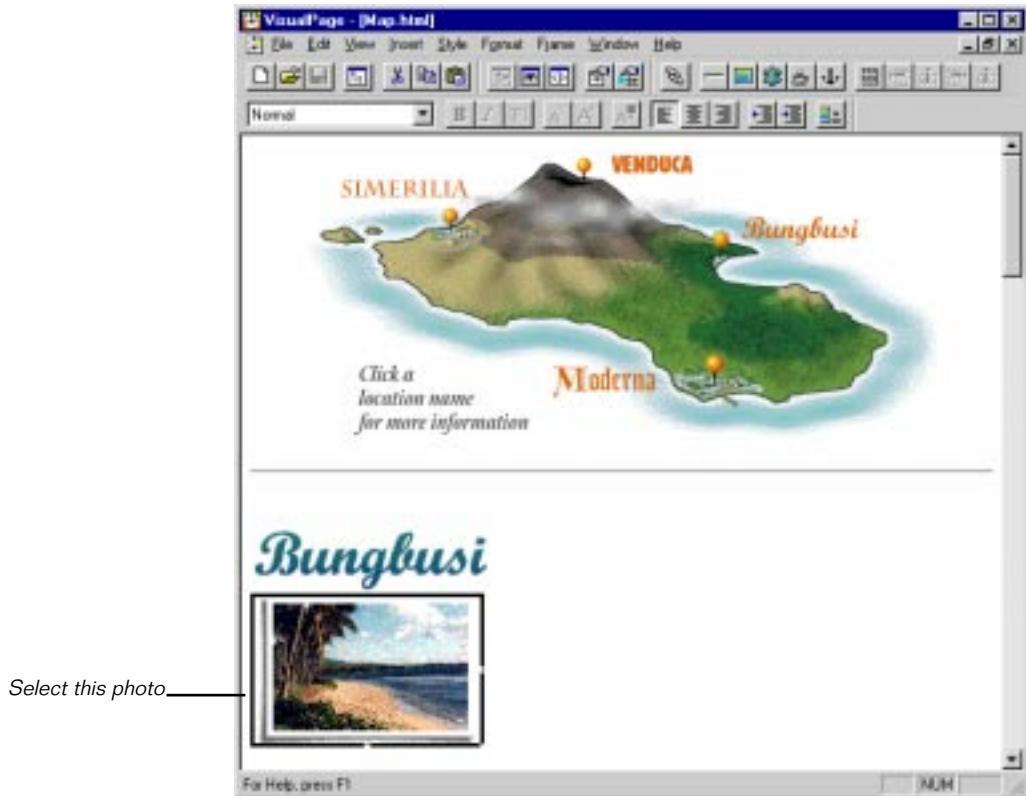 VisualPage - [Map.html]
File Edit View Insert Style Format Frame Window Help
Normal
B I T
VENDUCA
SIMERILIA
Bungbusi
Moderna
Click a
location name
for more information
Bungbusi
Select this photo
For Help, press F1
NUM